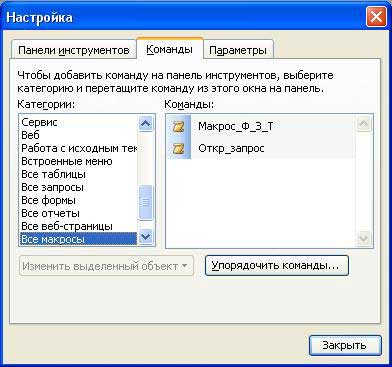 Настройка
Панели инструментов
Команды
Параметры
Чтобы добавить команду на панель инструментов, выберите
категорию и перетащите команду из этого окна на панель.
Категории:
Команды:
Сервис
Веб
Работа с исходным тек
Встроенные меню
Все таблицы
Все запросы
Все формы
Все отчеты
Все веб-страницы
Все макросы
Макрос_Ф_З_Т
Откр_запрос
Изменить выделенный объект
Упорядочить команды...
Закрыть